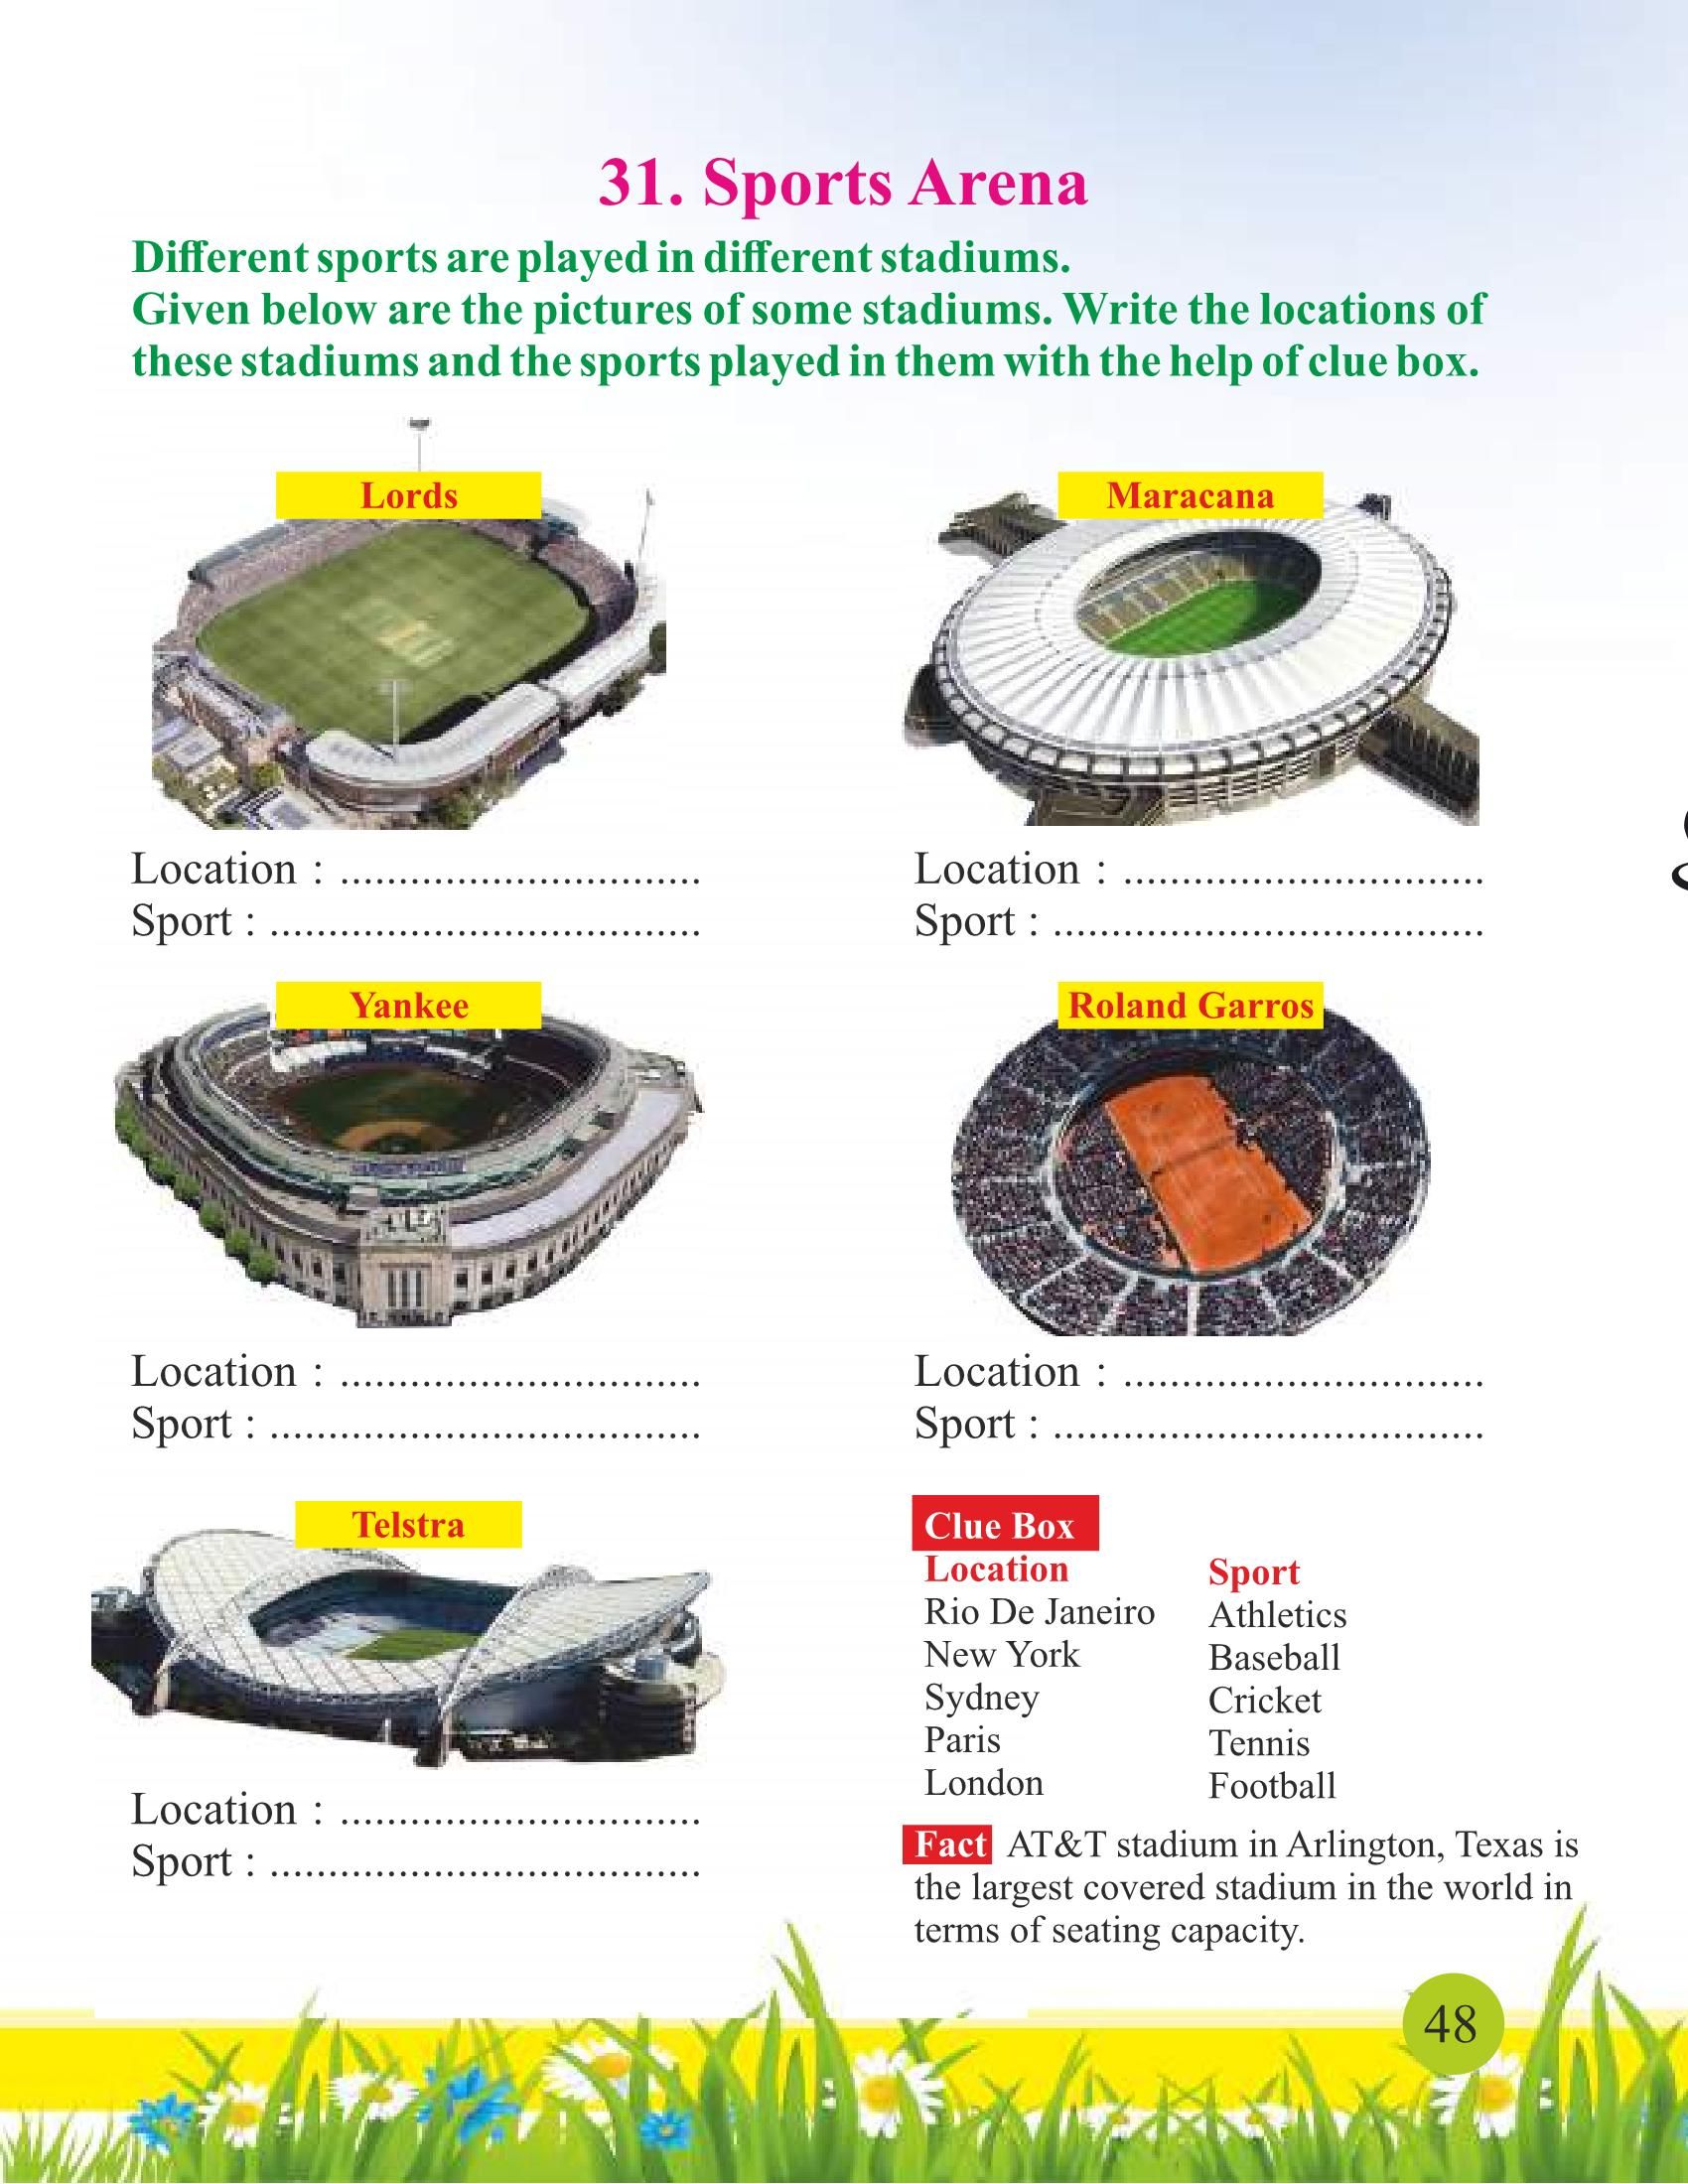 31. Sports Arena
Different sports are played in different stadiums.
Given below are the pictures of some stadiums. Write the locations of
these stadiums and the sports played in them with the help of clue box.
Lords
Location : ...............................
Sport : .....................................
Maracana
Location : ...............................
Sport : .....................................
Yankee
Location : ...............................
Sport : .....................................
Roland Garros
Location : ...............................
Sport : .....................................
Telstra
Location : ...............................
Sport : .....................................
Clue Box
Location Sport
Rio De Janeiro Athletics
New York Baseball
Sydney Cricket
Paris Tennis
London Football
Fact AT&T stadium in Arlington, Texas is
the largest covered stadium in the world in
terms of seating capacity.
48